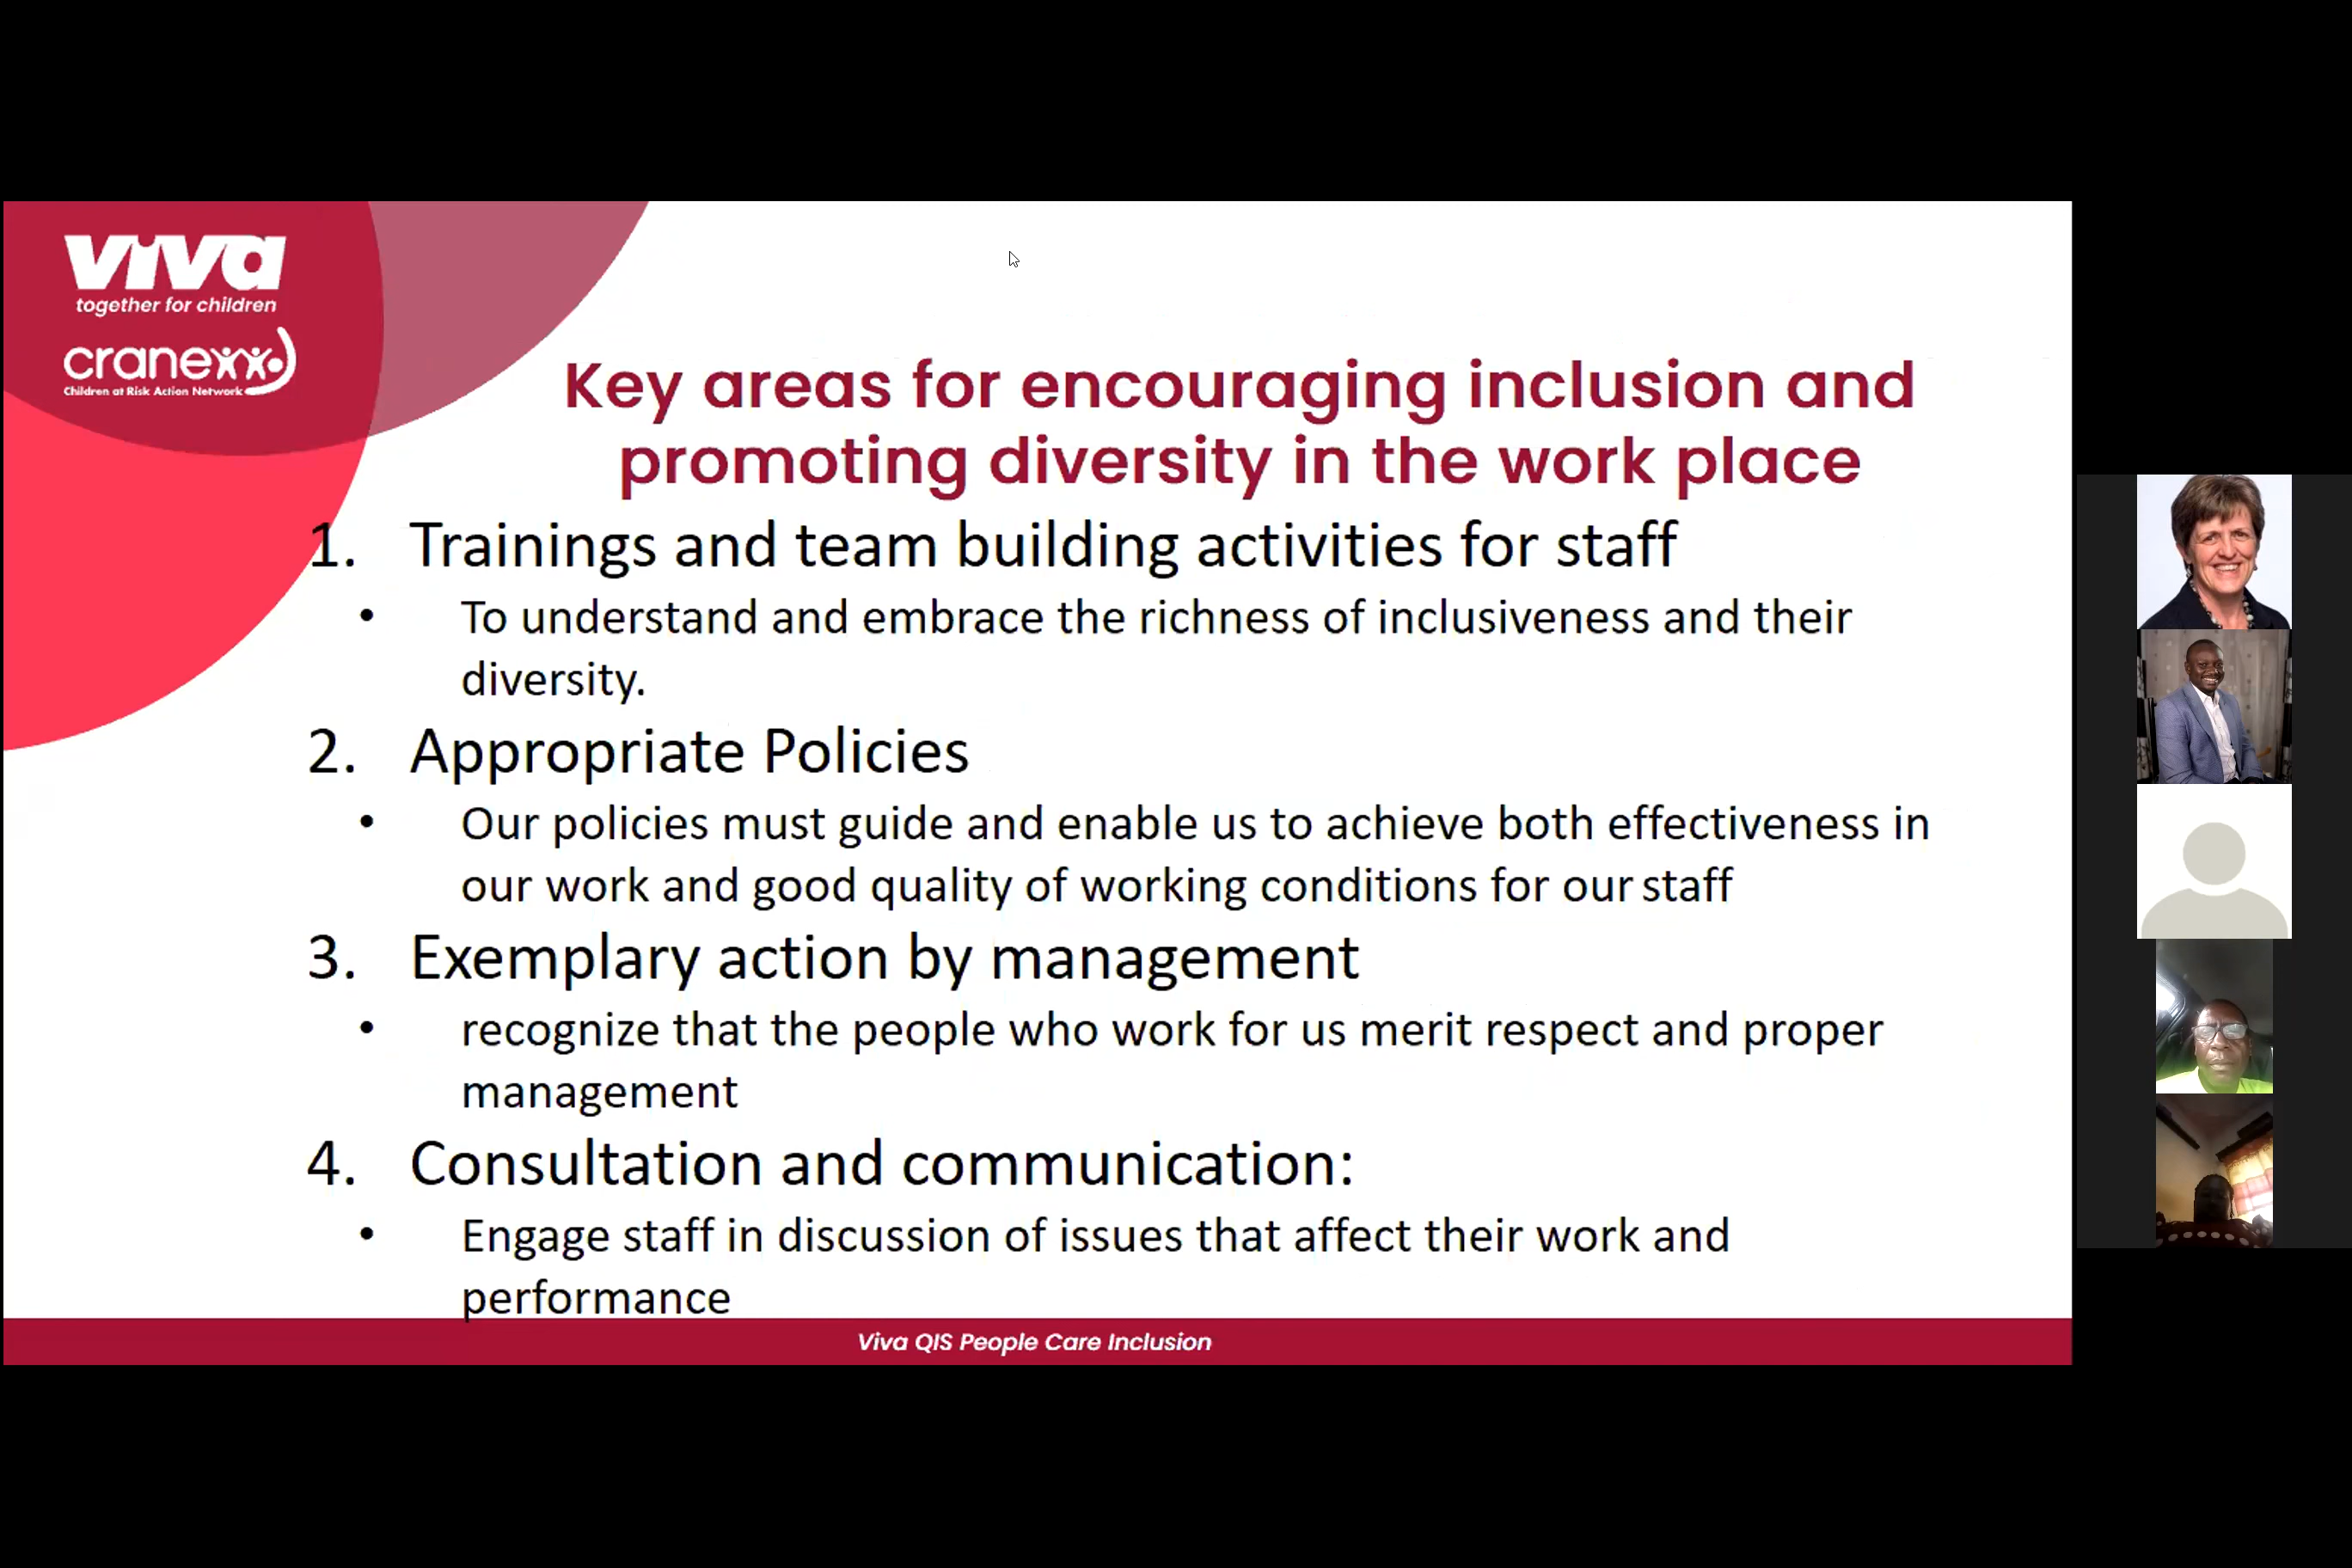 viva
together for children
crane
Children at Risk Action Network
Key areas for encouraging inclusion and
promoting diversity in the work place
1. Trainings and team building activities for staff
• To understand and embrace the richness of inclusiveness and their
diversity.
2. Appropriate Policies
• Our policies must guide and enable us to achieve both effectiveness in
our work and good quality of working conditions for our staff
3. Exemplary action by management
• recognize that the people who work for us merit respect and proper
management
4. Consultation and communication:
• Engage staff in discussion of issues that affect their work and
performance
Viva QIS People Care Inclusion